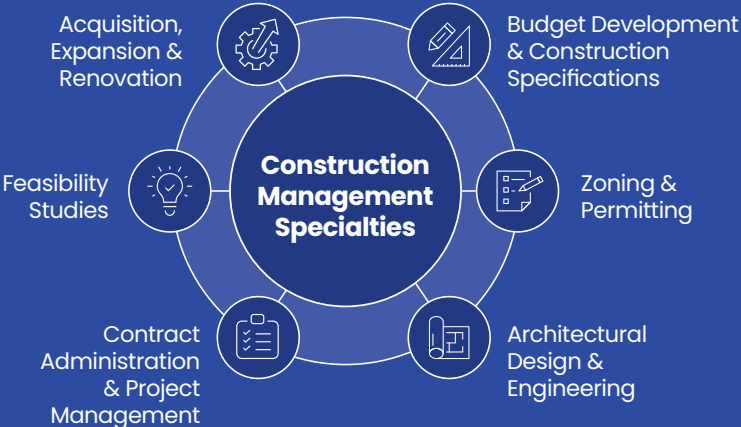 Acquisition,
Expansion &
Renovation
Budget Development
& Construction
Specifications
Construction
Management
Specialties
Feasibility
Studies
Zoning &
Permitting
Contract
Administration
& Project
Management
Architectural
Design &
Engineering